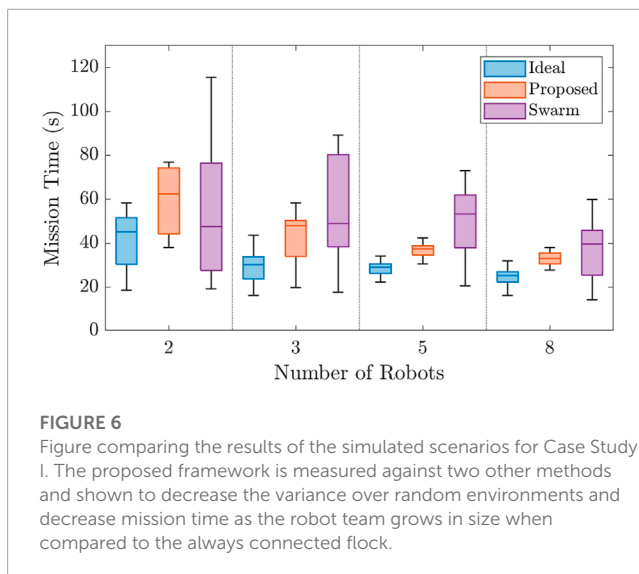 120
100
80
60
40
20
0
Mission Time (s)
Ideal
Proposed
Swarm
2 3 5 8
Number of Robots
FIGURE 6
Figure comparing the results of the simulated scenarios for Case Study
I. The proposed framework is measured against two other methods
and shown to decrease the variance over random environments and
decrease mission time as the robot team grows in size when
compared to the always connected flock.